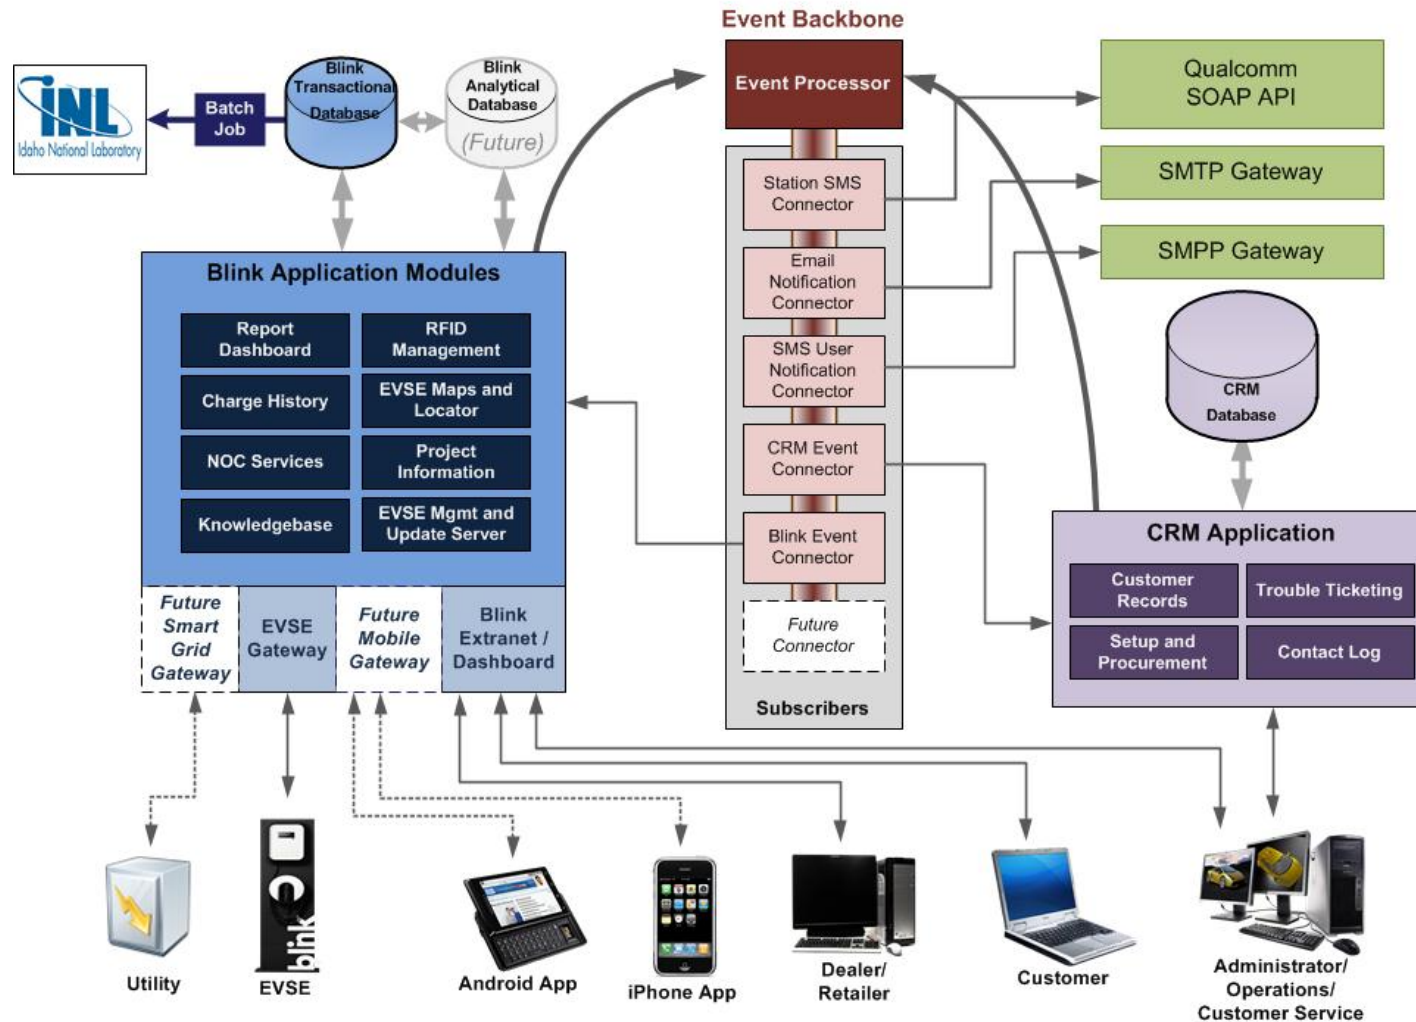 Event Backbone
Event Processor
INL
Idaho National Laboratory
Batch
Job
Blink
Transactional
Database
Blink
Analytical
Database
(Future)
Qualcomm
SOAP API
SMTP Gateway
SMPP Gateway
Station SMS
Connector
Email
Notification
Connector
SMS User
Notification
Connector
CRM Event
Connector
Blink Event
Connector
Future
Connector
Subscribers
Blink Application Modules
Report
Dashboard
RFID
Management
Charge History
EVSE Maps and
Locator
NOC Services
Project
Information
Knowledgebase
EVSE Mgmt and
Update Server
Future
Smart
Grid
Gateway
EVSE
Gateway
Future
Mobile
Gateway
Blink
Extranet /
Dashboard
CRM
Database
CRM Application
Customer
Records
Trouble Ticketing
Setup and
Procurement
Contact Log
blink
Utility
EVSE
Android App
iPhone App
Dealer/
Retailer
Customer
Administrator/
Operations/
Customer Service